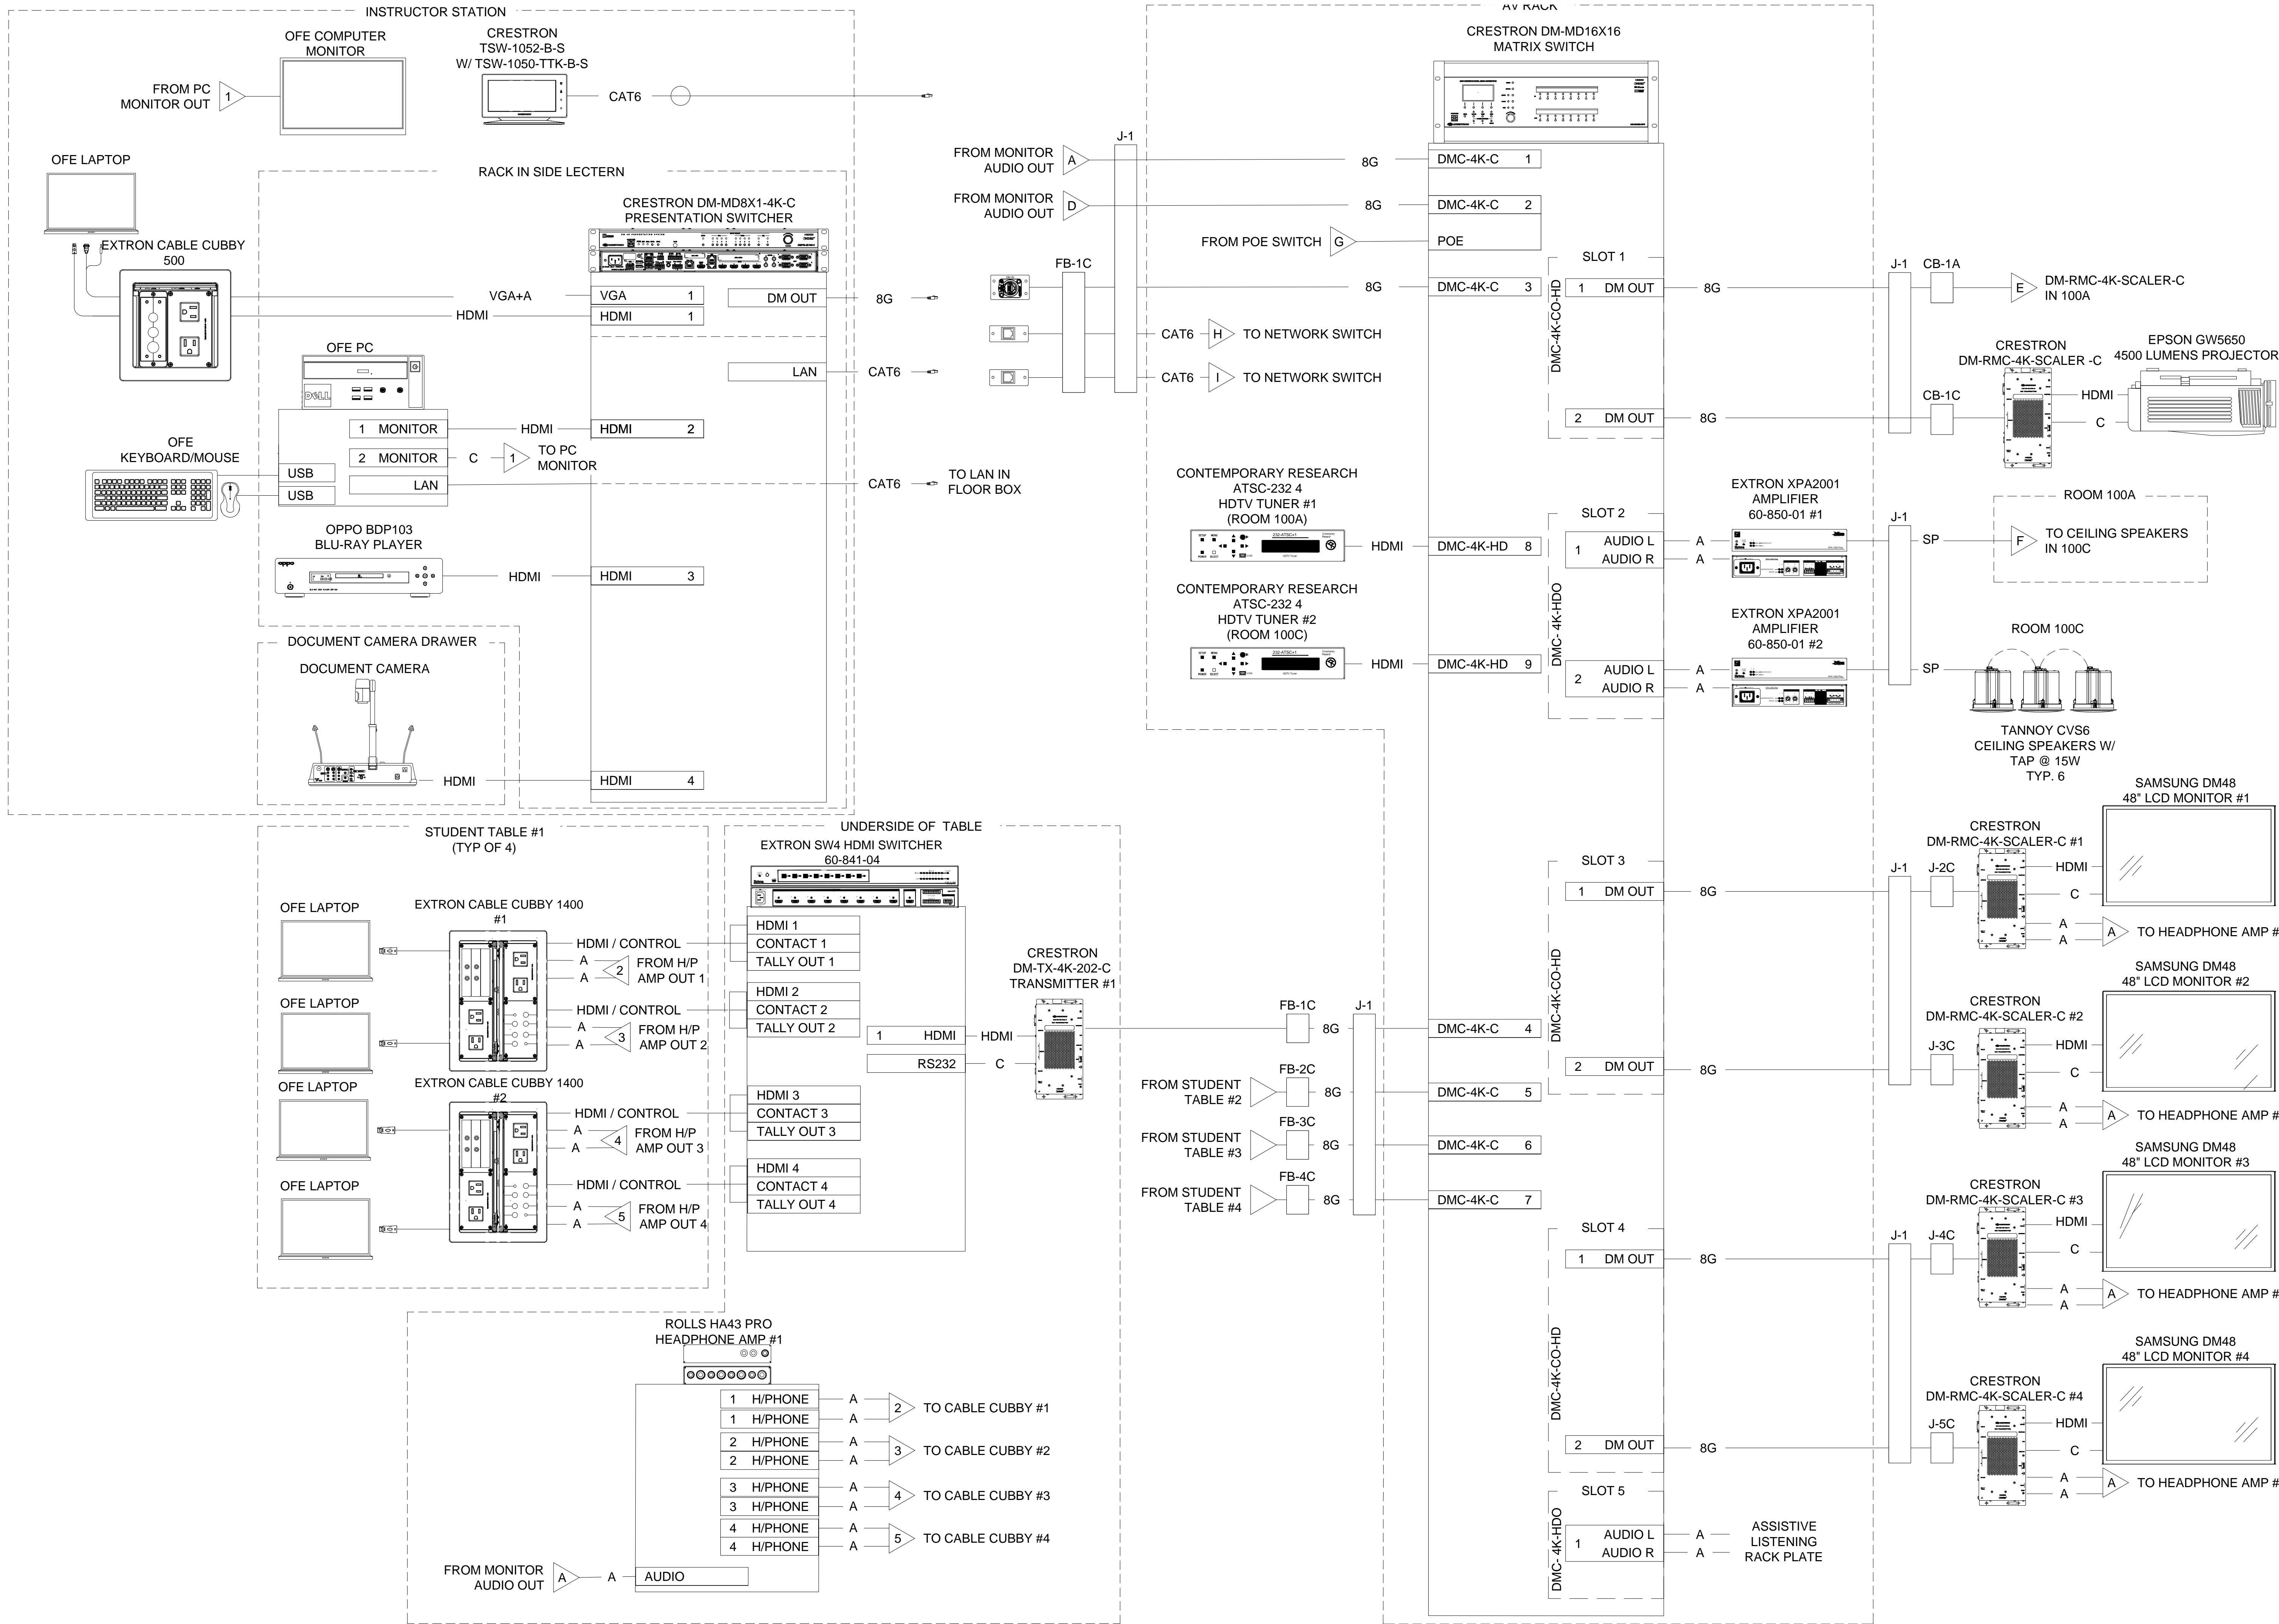 INSTRUCTOR STATION
OFE COMPUTER
MONITOR
CRESTRON
TSW-1052-B-S
W/ TSW-1050-TTK-B-S
FROM PC
MONITOR OUT
1
CAT6
OFE LAPTOP
RACK IN SIDE LECTERN
CRESTRON DM-MD8X1-4K-C
PRESENTATION SWITCHER
EXTRON CABLE CUBBY
500
VGA+A
VGA 1
HDMI
HDMI 1
DM OUT
8G
LAN
CAT6
OFE PC
DELL
1 MONITOR
HDMI
HDMI 2
2 MONITOR
C
1
TO PC
MONITOR
OFE
KEYBOARD/MOUSE
USB
USB
LAN
CAT6
TO LAN IN
FLOOR BOX
OPPO BDP103
BLU-RAY PLAYER
oppo
HDMI
HDMI 3
DOCUMENT CAMERA DRAWER
DOCUMENT CAMERA
HDMI
HDMI 4
AV RACK
CRESTRON DM-MD16X16
MATRIX SWITCH
J-1
FROM MONITOR
AUDIO OUT
A
8G
DMC-4K-C 1
FROM MONITOR
AUDIO OUT
D
8G
DMC-4K-C 2
FROM POE SWITCH
G
POE
FB-1C
8G
DMC-4K-C 3
CAT6
H
TO NETWORK SWITCH
CAT6
I
TO NETWORK SWITCH
SLOT 1
DMC-4K-CO-HD
1 DM OUT
8G
2 DM OUT
8G
J-1
CB-1A
E
DM-RMC-4K-SCALER-C
IN 100A
CB-1C
CRESTRON
DM-RMC-4K-SCALER -C
HDMI
C
EPSON GW5650
4500 LUMENS PROJECTOR
CONTEMPORARY RESEARCH
ATSC-232 4
HDTV TUNER #1
(ROOM 100A)
232-ATSC+1
HDMI
DMC-4K-HD 8
CONTEMPORARY RESEARCH
ATSC-232 4
HDTV TUNER #2
(ROOM 100C)
232-ATSC+1
HDMI
DMC-4K-HD 9
SLOT 2
DMC- 4K-HDO
1
AUDIO L
AUDIO R
A
A
2
AUDIO L
AUDIO R
A
A
EXTRON XPA2001
AMPLIFIER
60-850-01 #1
EXTRON XPA2001
AMPLIFIER
60-850-01 #2
J-1
SP
SP
ROOM 100A
F
TO CEILING SPEAKERS
IN 100C
ROOM 100C
TANNOY CVS6
CEILING SPEAKERS W/
TAP @ 15W
TYP. 6
STUDENT TABLE #1
(TYP OF 4)
OFE LAPTOP
EXTRON CABLE CUBBY 1400
#1
HDMI / CONTROL
A
A
2
FROM H/P
AMP OUT 1
OFE LAPTOP
HDMI / CONTROL
A
A
3
FROM H/P
AMP OUT 2
OFE LAPTOP
EXTRON CABLE CUBBY 1400
#2
HDMI / CONTROL
A
A
4
FROM H/P
AMP OUT 3
OFE LAPTOP
HDMI / CONTROL
A
A
5
FROM H/P
AMP OUT 4
UNDERSIDE OF TABLE
EXTRON SW4 HDMI SWITCHER
60-841-04
HDMI 1
CONTACT 1
TALLY OUT 1
HDMI 2
CONTACT 2
TALLY OUT 2
HDMI 3
CONTACT 3
TALLY OUT 3
HDMI 4
CONTACT 4
TALLY OUT 4
1 HDMI
HDMI
RS232
C
CRESTRON
DM-TX-4K-202-C
TRANSMITTER #1
FB-1C
J-1
8G
DMC-4K-C 4
FROM STUDENT
TABLE #2
FB-2C
8G
DMC-4K-C 5
FROM STUDENT
TABLE #3
FB-3C
8G
DMC-4K-C 6
FROM STUDENT
TABLE #4
FB-4C
8G
DMC-4K-C 7
SLOT 3
DMC-4K-CO-HD
1 DM OUT
8G
2 DM OUT
8G
J-1
J-2C
CRESTRON
DM-RMC-4K-SCALER-C #1
HDMI
C
A
A
A
TO HEADPHONE AMP #
SAMSUNG DM48
48" LCD MONITOR #1
J-3C
CRESTRON
DM-RMC-4K-SCALER-C #2
HDMI
C
A
A
A
TO HEADPHONE AMP #
SAMSUNG DM48
48" LCD MONITOR #2
SLOT 4
DMC-4K-CO-HD
1 DM OUT
8G
2 DM OUT
8G
J-1
J-4C
CRESTRON
DM-RMC-4K-SCALER-C #3
HDMI
C
A
A
A
TO HEADPHONE AMP #
SAMSUNG DM48
48" LCD MONITOR #3
J-5C
CRESTRON
DM-RMC-4K-SCALER-C #4
HDMI
C
A
A
A
TO HEADPHONE AMP #
SAMSUNG DM48
48" LCD MONITOR #4
SLOT 5
DMC- 4K-HDO
1
AUDIO L
AUDIO R
A
A
ASSISTIVE
LISTENING
RACK PLATE
ROLLS HA43 PRO
HEADPHONE AMP #1
1 H/PHONE
1 H/PHONE
A
A
2
TO CABLE CUBBY #1
2 H/PHONE
2 H/PHONE
A
A
3
TO CABLE CUBBY #2
3 H/PHONE
3 H/PHONE
A
A
4
TO CABLE CUBBY #3
4 H/PHONE
4 H/PHONE
A
A
5
TO CABLE CUBBY #4
FROM MONITOR
AUDIO OUT
A
A
AUDIO